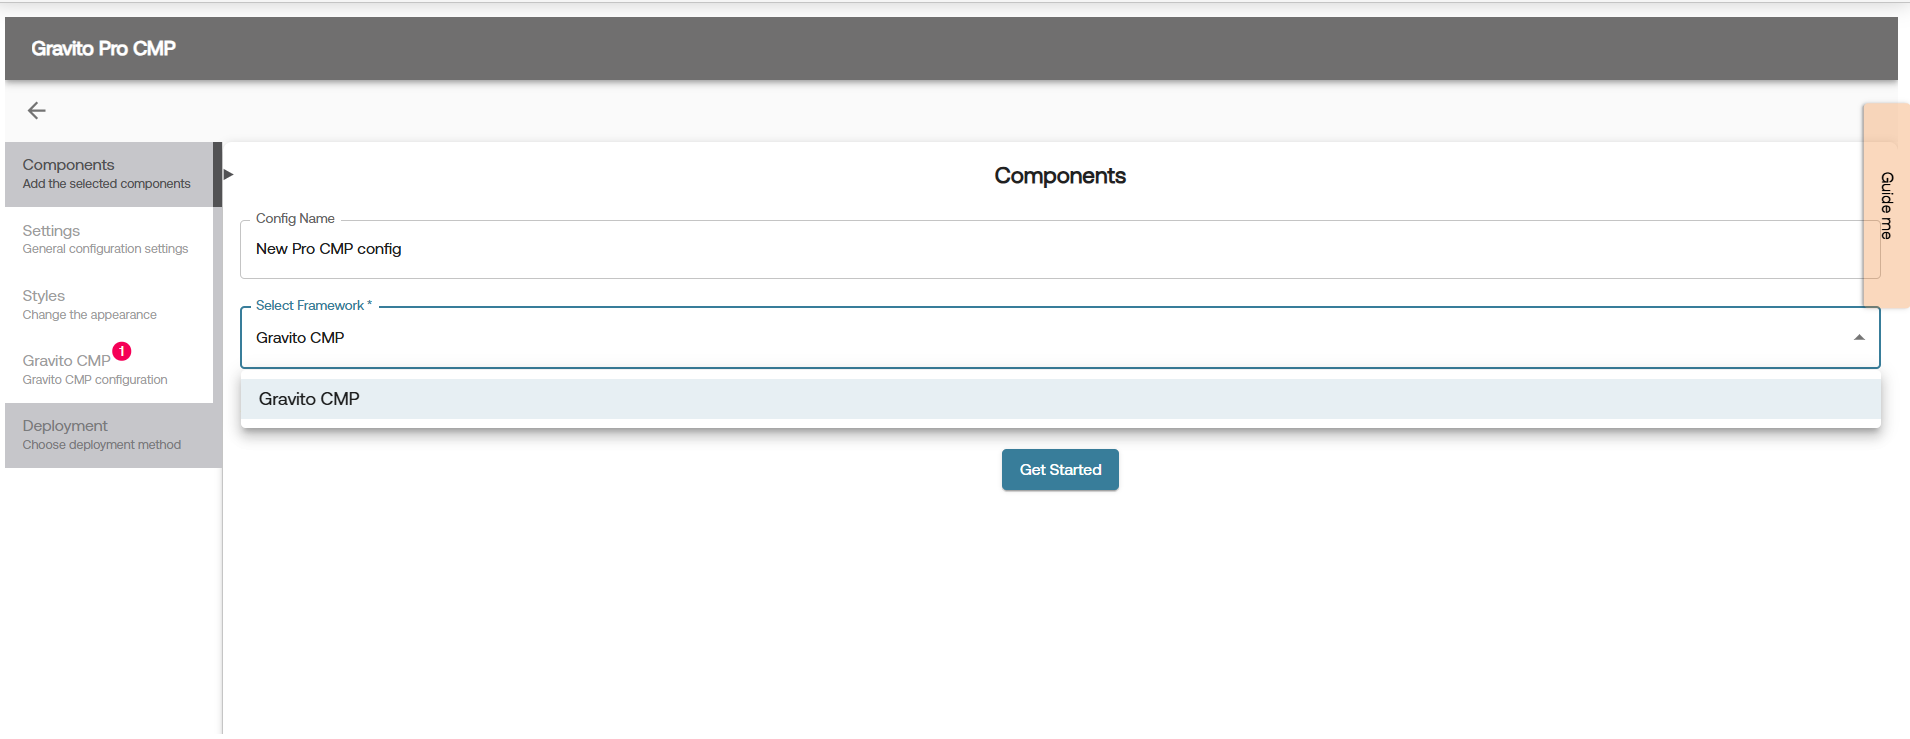 Gravito Pro CMP
Components
Add the selected components
Settings
General configuration settings
Styles
Change the appearance
Gravito CMP
1
Gravito CMP configuration
Deployment
Choose deployment method
Components
Config Name
New Pro CMP config
Select Framework *
Gravito CMP
Gravito CMP
Get Started
Guide me